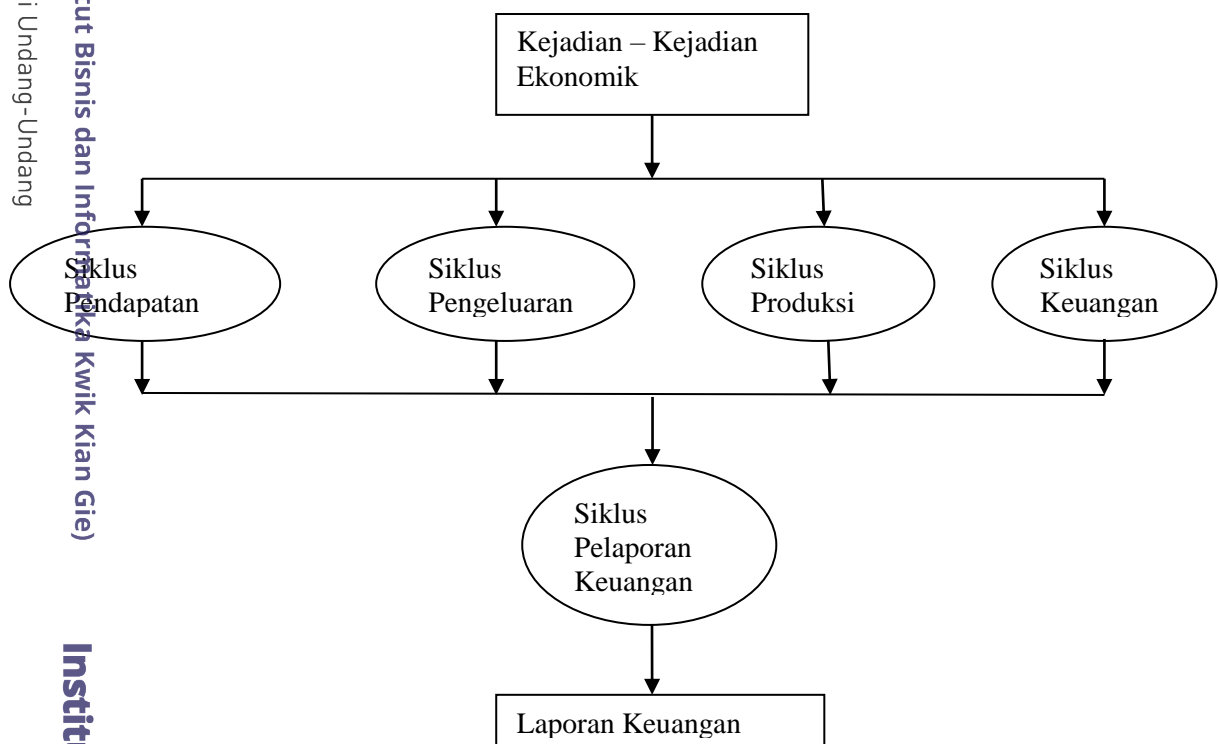 Kejadian – Kejadian
Ekonomik
Siklus
Pendapatan
Siklus
Pengeluaran
Siklus
Produksi
Siklus
Keuangan
Siklus
Pelaporan
Keuangan
Laporan Keuangan
Bisnis dan Informatika Kwik Kian Gie)
Undang-Undang